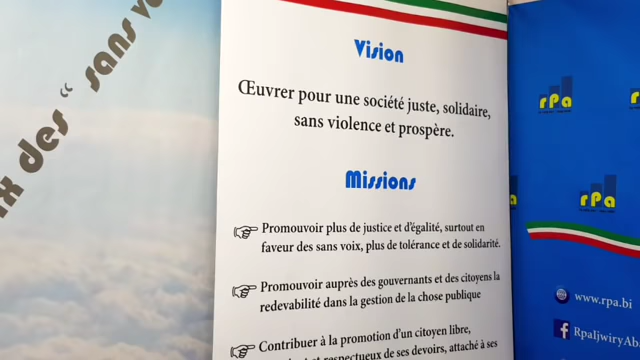 des “ sans
Vision
Œuvrer pour une société juste, solidaire,
sans violence et prospère.
Missions
Promouvoir plus de justice et d'égalité, surtout en
faveur des sans voix, plus de tolérance et de solidarité.
Promouvoir auprès des gouvernants et des citoyens la
redevabilité dans la gestion de la chose publique
Contribuer à la promotion d'un citoyen libre,
et respectueux de ses devoirs, attaché à ses
rPa
rPa
www.rpa.bi